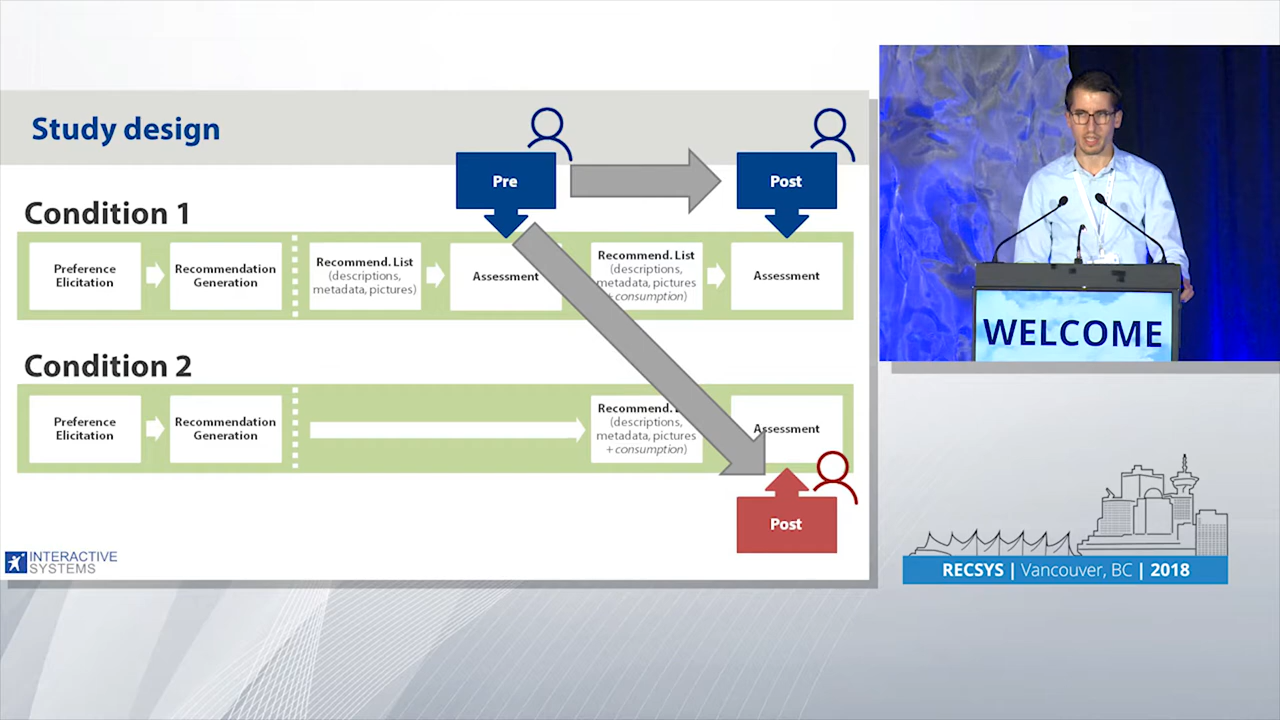 Study design
Pre
Post
Condition 1
Preference
Elicitation
Recommendation
Generation
Recommend. List
(descriptions,
metadata, pictures)
Assessment
Recommend. List
(descriptions,
metadata, pictures
+ consumption)
Assessment
Condition 2
Preference
Elicitation
Recommendation
Generation
Recommend.
(descriptions,
metadata, pictures
+ consumption)
Assessment
Post
INTERACTIVE
SYSTEMS
WELCOME
RECSYS | Vancouver, BC | 2018